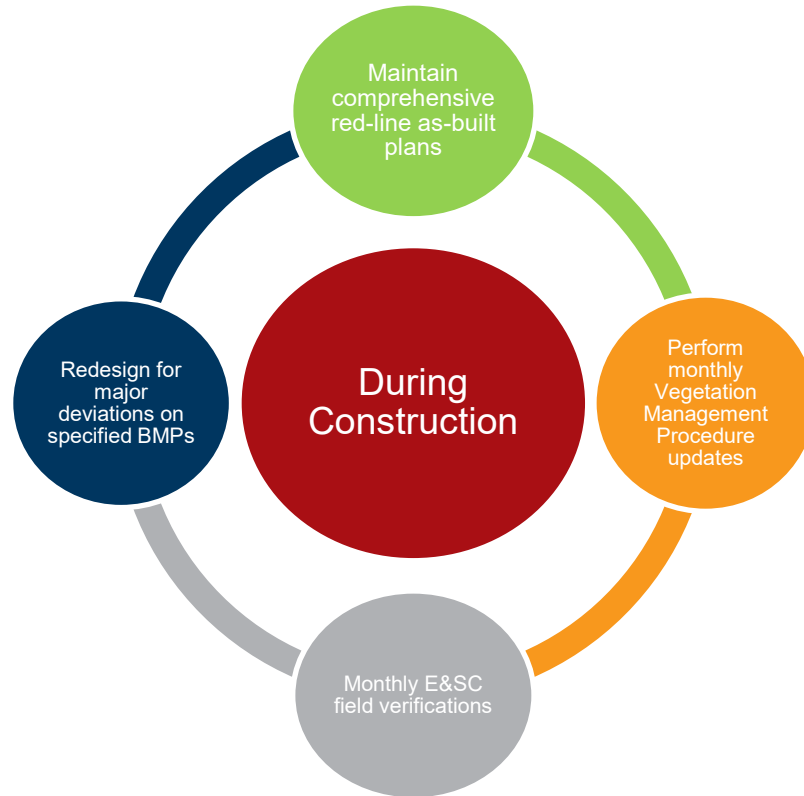 Maintain
comprehensive
red-line as-built
plans
During
Construction
Perform
monthly
Vegetation
Management
Procedure
updates
Monthly E&SC
field verifications
Redesign for
major
deviations on
specified BMPs